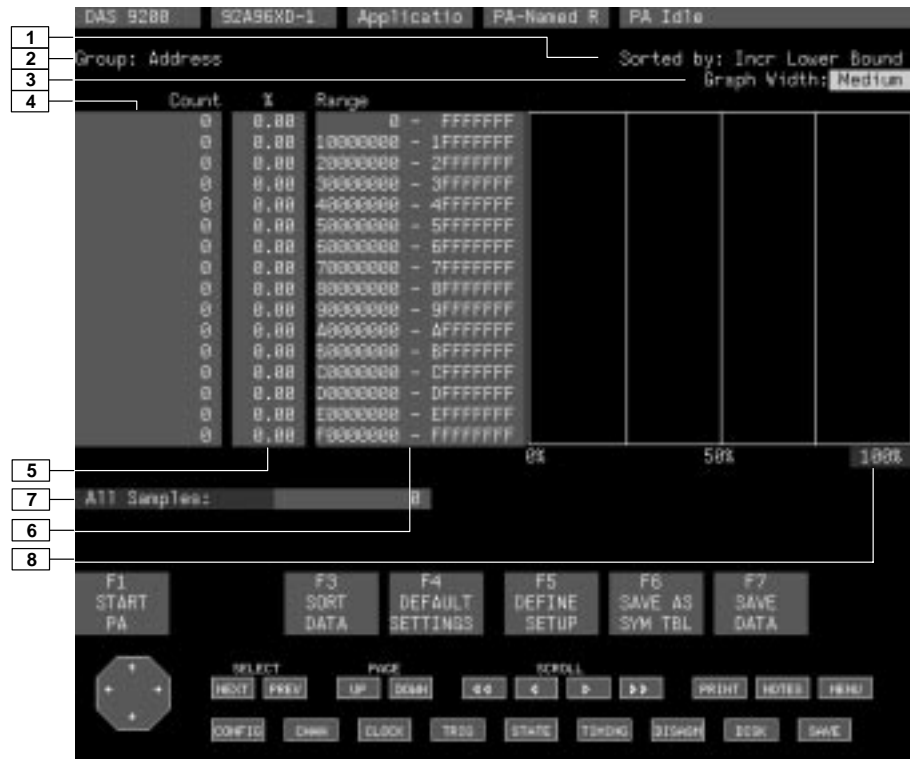 DAS 9200 92A96XD-1 Applicatio PA-Named R PA Idle
1
2 Group: Address Sorted by: Incr Lower Bound
3 Graph Width: Medium
4 Count % Range
0 0.00 0 - FFFFFFF
0 0.00 10000000 - 1FFFFFFF
0 0.00 20000000 - 2FFFFFFF
0 0.00 30000000 - 3FFFFFFF
0 0.00 40000000 - 4FFFFFFF
0 0.00 50000000 - 5FFFFFFF
0 0.00 60000000 - 6FFFFFFF
0 0.00 70000000 - 7FFFFFFF
0 0.00 80000000 - 8FFFFFFF
0 0.00 90000000 - 9FFFFFFF
0 0.00 A0000000 - AFFFFFFF
0 0.00 B0000000 - BFFFFFFF
0 0.00 C0000000 - CFFFFFFF
0 0.00 D0000000 - DFFFFFFF
0 0.00 E0000000 - EFFFFFFF
0 0.00 F0000000 - FFFFFFFF
0% 50% 100%
5
7 All Samples: 0
6
8
F1 START PA
F3 SORT DATA
F4 DEFAULT SETTINGS
F5 DEFINE SETUP
F6 SAVE AS SYM TBL
F7 SAVE DATA
SELECT PAGE SCROLL
NEXT PREV UP DOWN PRINT NOTES MENU
CONFIG CHAN CLOCK TRIG STATE TIMING DISASM DISK SAVE